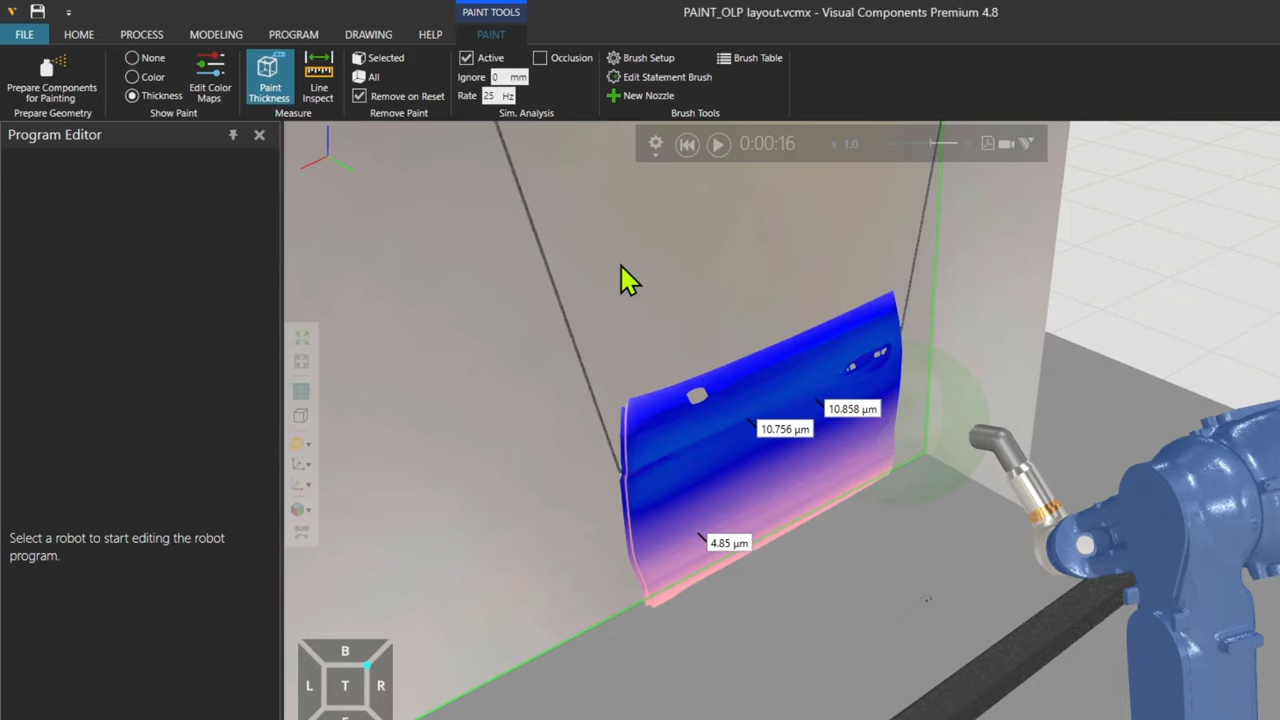 PAINT TOOLS
PAINT_OLP layout.vcmx - Visual Components Premium 4.8
FILE
HOME
PROCESS
MODELING
PROGRAM
DRAWING
HELP
PAINT
Prepare Components
for Painting
Prepare Geometry
None
Color
Thickness
Edit Color
Maps
Show Paint
Paint
Thickness
Line
Inspect
Measure
Selected
All
Remove on Reset
Remove Paint
Active
Occlusion
Ignore 0 mm
Rate 25 Hz
Sim. Analysis
Brush Setup
Brush Table
Edit Statement Brush
New Nozzle
Brush Tools
Program Editor
0:00:16
x 1.0
10.858 µm
10.756 µm
4.85 µm
Select a robot to start editing the robot
program.
SUB
B
L
T
R